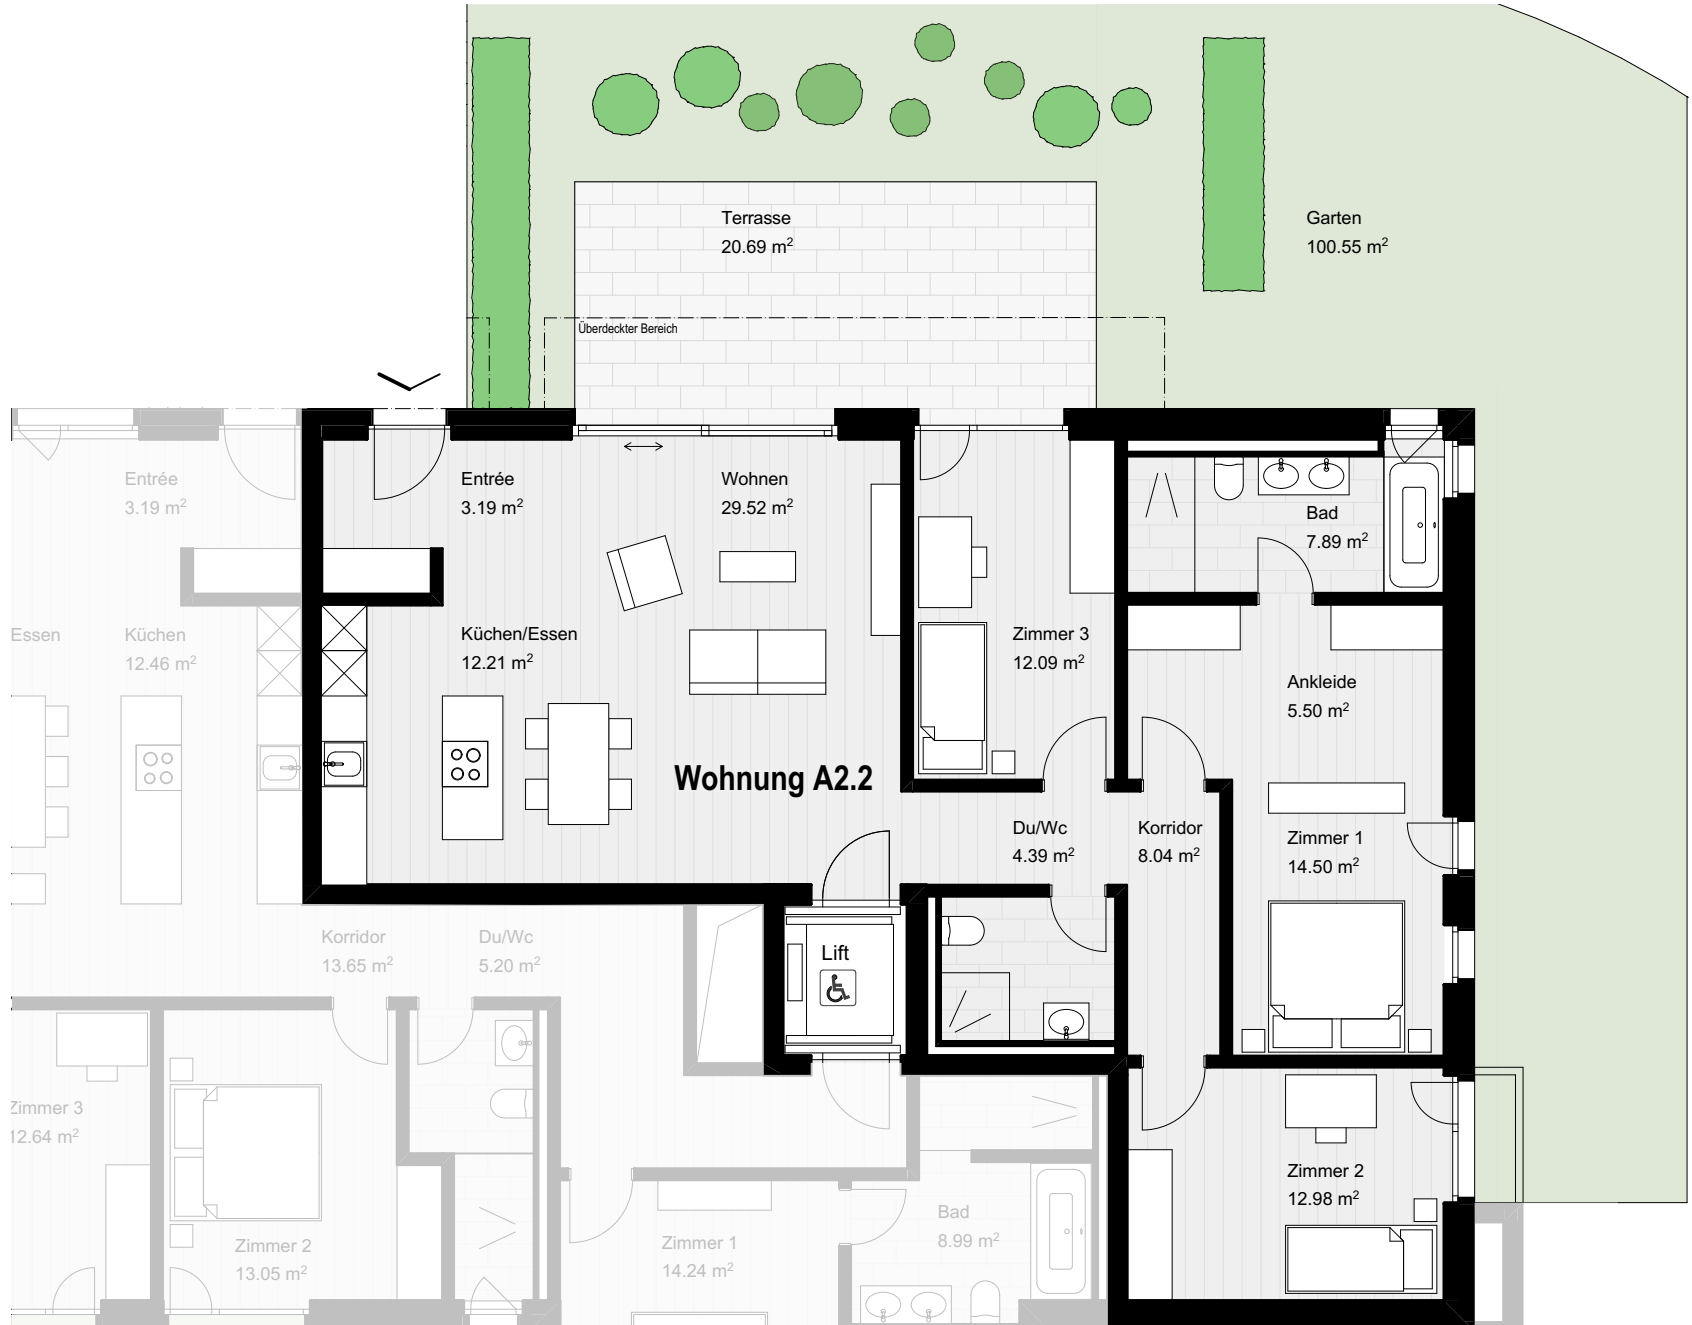 Terrasse
20.69 m²
Garten
100.55 m²
Überdeckter Bereich
Entrée
3.19 m²
Entrée
3.19 m²
Wohnen
29.52 m²
Bad
7.89 m²
Essen
Küchen
12.46 m²
Küchen/Essen
12.21 m²
Zimmer 3
12.09 m²
Ankleide
5.50 m²
Wohnung A2.2
Du/Wc
4.39 m²
Korridor
8.04 m²
Zimmer 1
14.50 m²
Korridor
13.65 m²
Du/Wc
5.20 m²
Lift
Zimmer 3
12.64 m²
Zimmer 2
12.98 m²
Zimmer 2
13.05 m²
Zimmer 1
14.24 m²
Bad
8.99 m²